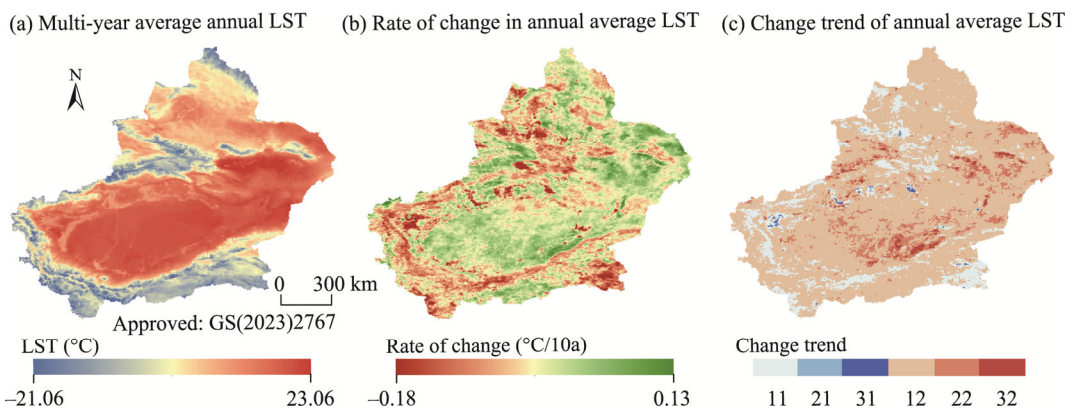 (a) Multi-year average annual LST
(b) Rate of change in annual average LST
(c) Change trend of annual average LST
N
0 300 km
Approved: GS(2023)2767
LST (°C)
–21.06 23.06
Rate of change (°C/10a)
–0.18 0.13
Change trend
11 21 31 12 22 32